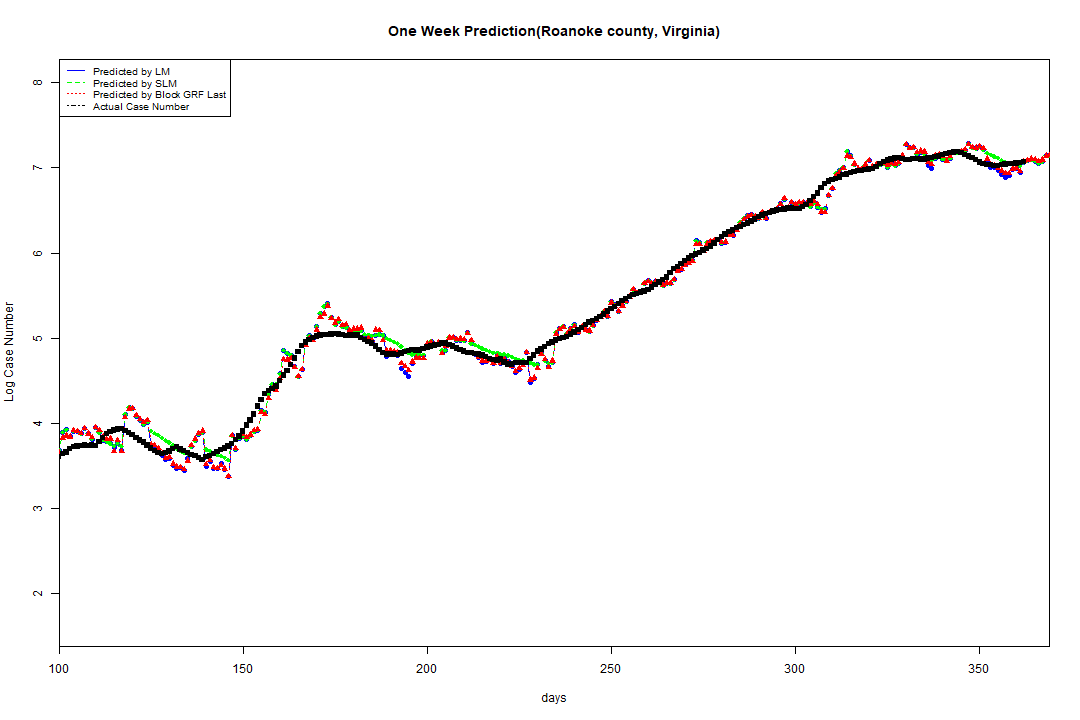 One Week Prediction(Roanoke county, Virginia)
Predicted by LM
Predicted by SLM
Predicted by Block GRF Last
Actual Case Number
8
7
6
5
4
3
2
Log Case Number
100 150 200 250 300 350
days